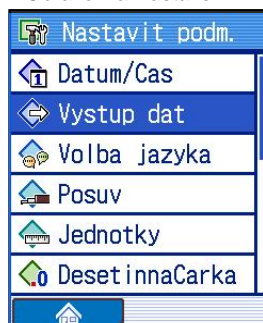 Nastavit podm.
Datum/Cas
Vystup dat
Volba jazyka
Posuv
Jednotky
DesetinnaCarka